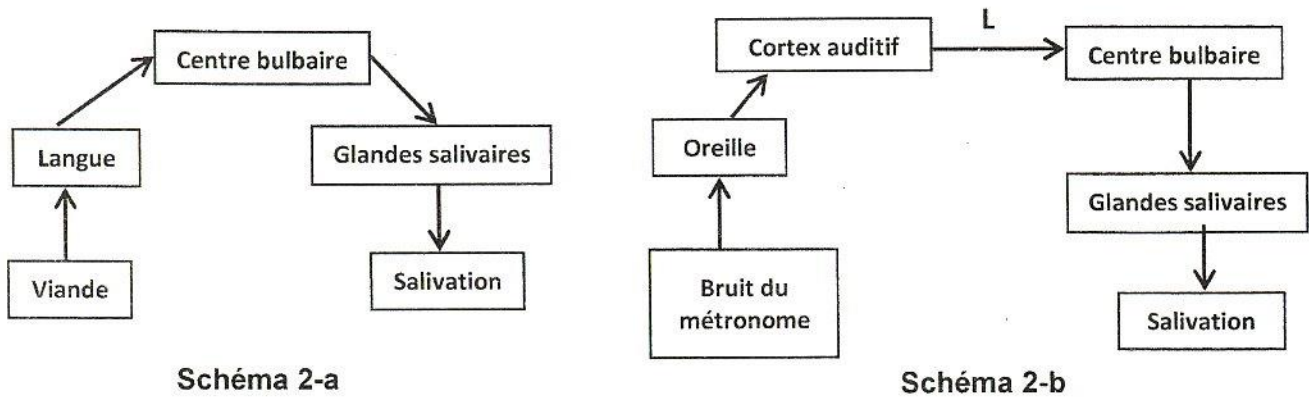 Centre bulbaire
Langue
Glandes salivaires
Viande
Salivation
Schéma 2-a
L
Cortex auditif
Centre bulbaire
Oreille
Glandes salivaires
Bruit du
métronome
Salivation
Schéma 2-b